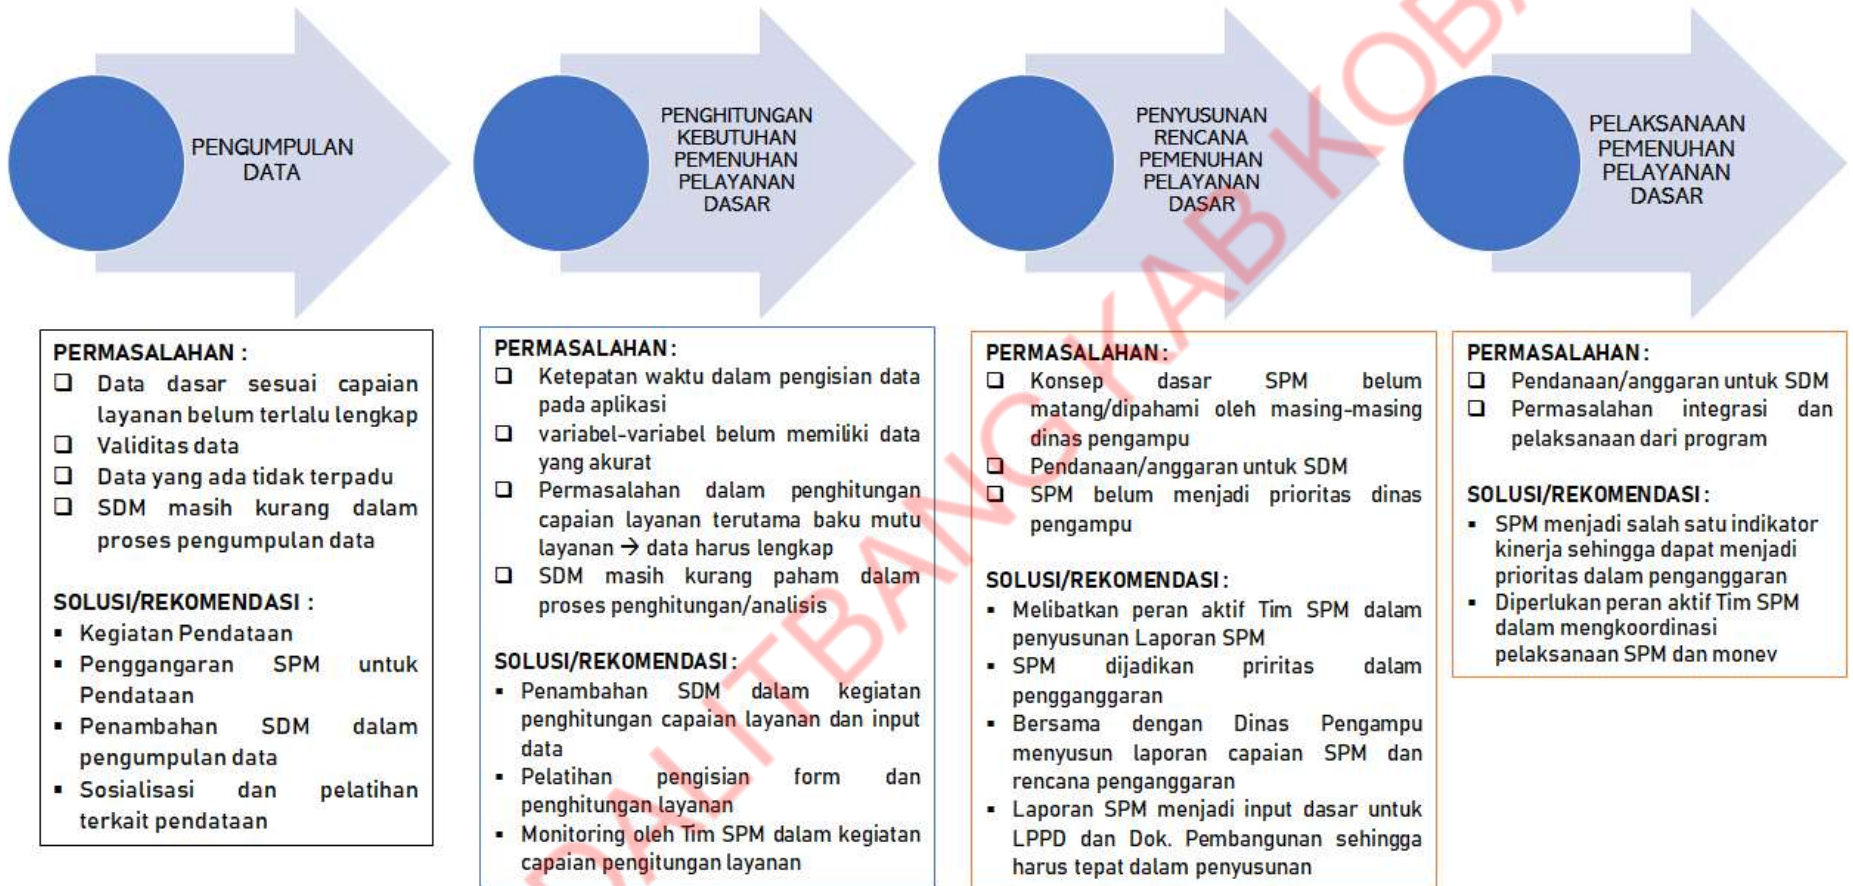 PENGUMPULAN
DATA
PENGHITUNGAN
KEBUTUHAN
PEMENUHAN
PELAYANAN
DASAR
PENYUSUNAN
RENCANA
PEMENUHAN
PELAYANAN
DASAR
PELAKSANAAN
PEMENUHAN
PELAYANAN
DASAR
PERMASALAHAN :
❑ Data dasar sesuai capaian
layanan belum terlalu lengkap
❑ Validitas data
❑ Data yang ada tidak terpadu
❑ SDM masih kurang dalam
proses pengumpulan data
SOLUSI/REKOMENDASI :
▪ Kegiatan Pendataan
▪ Penggangaran SPM untuk
Pendataan
▪ Penambahan SDM dalam
pengumpulan data
▪ Sosialisasi dan pelatihan
terkait pendataan
PERMASALAHAN :
❑ Ketepatan waktu dalam pengisian data
pada aplikasi
❑ variabel-variabel belum memiliki data
yang akurat
❑ Permasalahan dalam penghitungan
capaian layanan terutama baku mutu
layanan → data harus lengkap
❑ SDM masih kurang paham dalam
proses penghitungan/analisis
SOLUSI/REKOMENDASI :
▪ Penambahan SDM dalam kegiatan
penghitungan capaian layanan dan input
data
▪ Pelatihan pengisian form dan
penghitungan layanan
▪ Monitoring oleh Tim SPM dalam kegiatan
capaian pengitungan layanan
PERMASALAHAN :
❑ Konsep dasar SPM belum
matang/dipahami oleh masing-masing
dinas pengampu
❑ Pendanaan/anggaran untuk SDM
❑ SPM belum menjadi prioritas dinas
pengampu
SOLUSI/REKOMENDASI :
▪ Melibatkan peran aktif Tim SPM dalam
penyusunan Laporan SPM
▪ SPM dijadikan priritas dalam
pengganggaran
▪ Bersama dengan Dinas Pengampu
menyusun laporan capaian SPM dan
rencana penganggaran
▪ Laporan SPM menjadi input dasar untuk
LPPD dan Dok. Pembangunan sehingga
harus tepat dalam penyusunan
PERMASALAHAN :
❑ Pendanaan/anggaran untuk SDM
❑ Permasalahan integrasi dan
pelaksanaan dari program
SOLUSI/REKOMENDASI :
▪ SPM menjadi salah satu indikator
kinerja sehingga dapat menjadi
prioritas dalam penganggaran
▪ Diperlukan peran aktif Tim SPM
dalam mengkoordinasi
pelaksanaan SPM dan monev
DALITBANG KAB KOBA